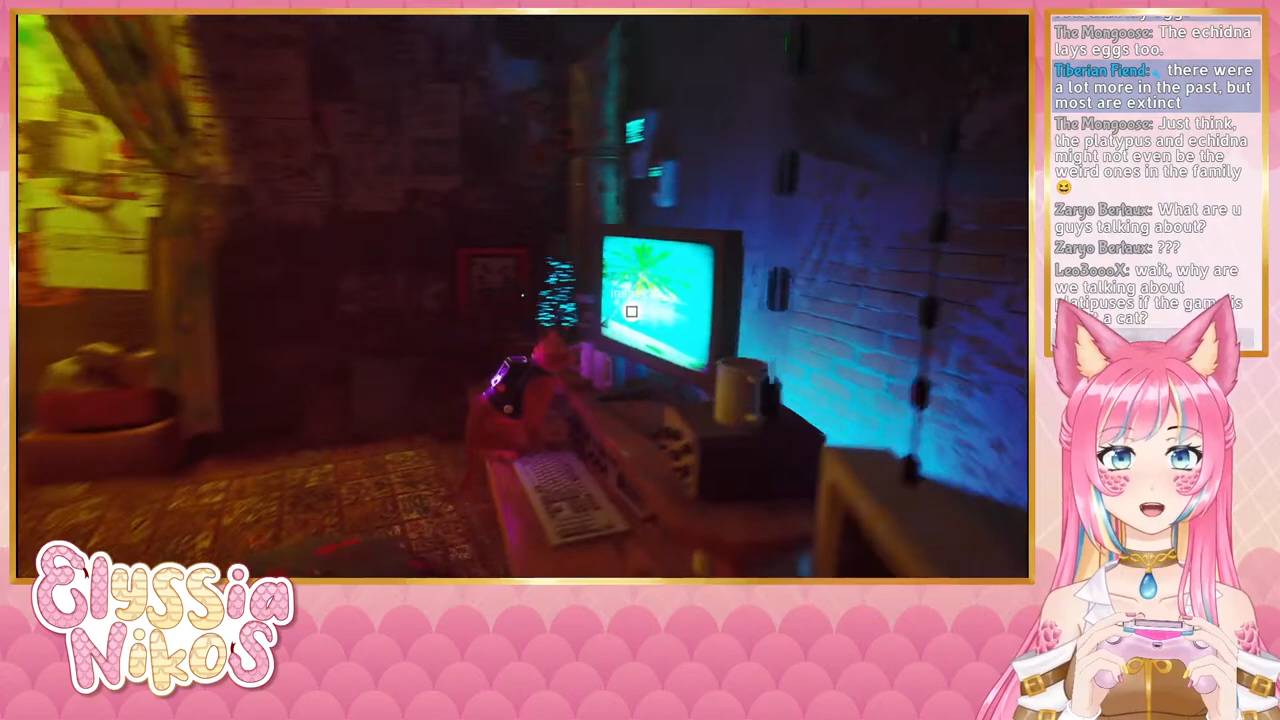 The Mongoose: The echidna
lays eggs too.
Tiberian Fiend: there were
a lot more in the past, but
most are extinct
The Mongoose: Just think,
the platypus and echidna
might not even be the
weird ones in the family
😆
Zaryo Bertaux: What are u
guys talking about?
Zaryo Bertaux: ???
Leo3oooX: wait, why are
we talking about
platipuses if the game is
a cat?
Elyssia
Nikos